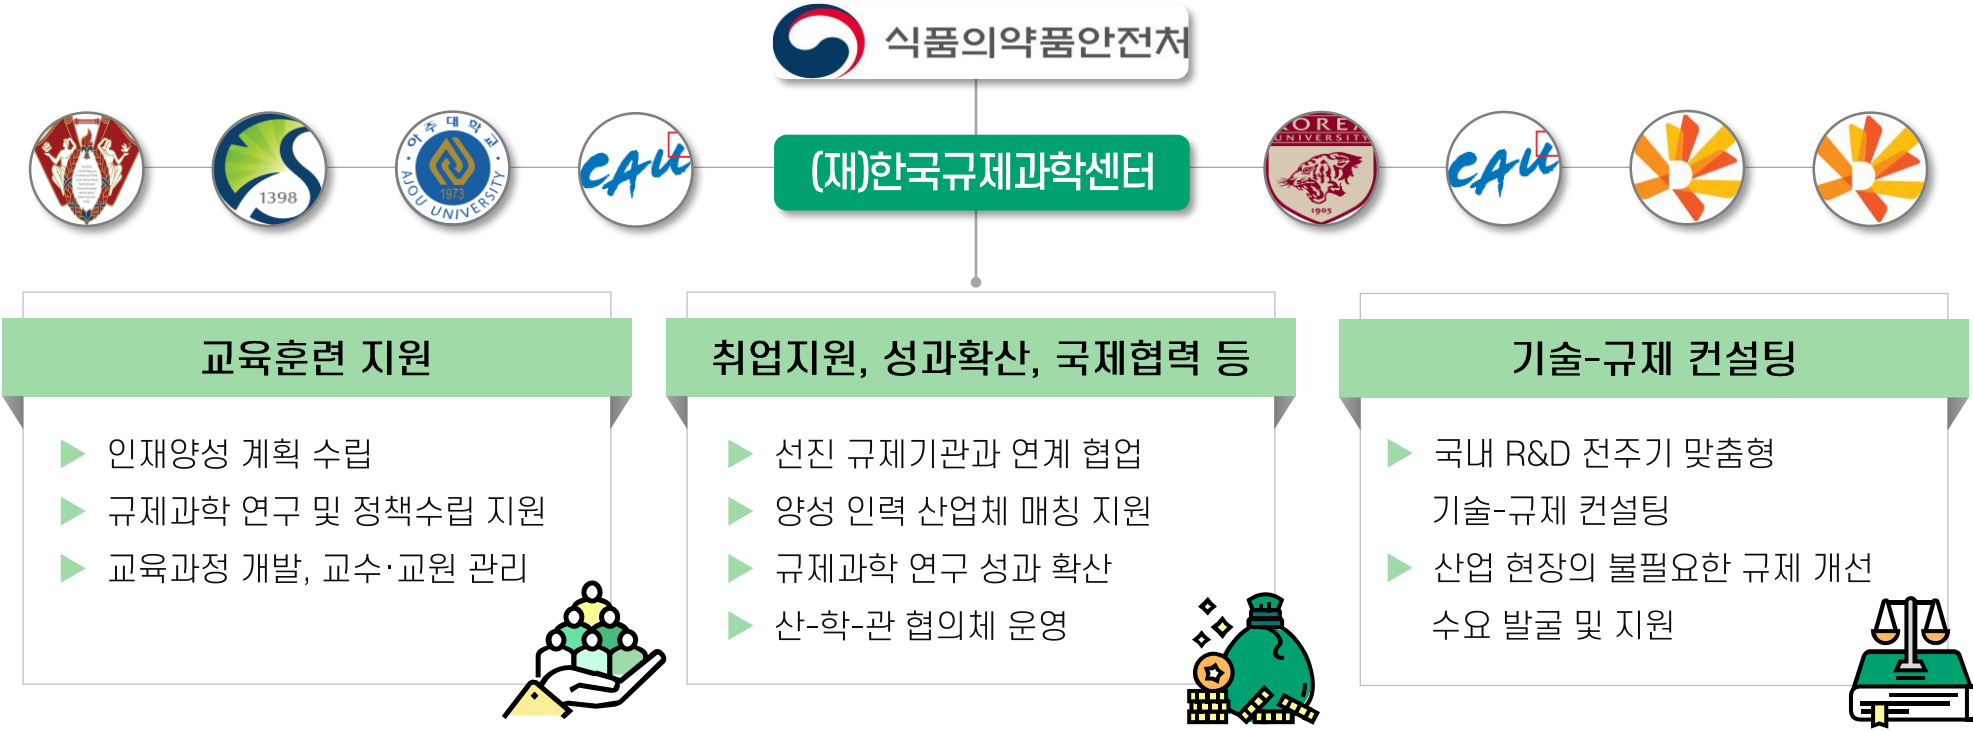 식품의약품안전처
1398
아주대학교
1973
AJOU UNIVERSITY
CAU
(재)한국규제과학센터
KOREA
UNIVERSITY
1905
CAU
교육훈련 지원
인재양성 계획 수립
규제과학 연구 및 정책수립 지원
교육과정 개발, 교수·교원 관리
취업지원, 성과확산, 국제협력 등
선진 규제기관과 연계 협업
양성 인력 산업체 매칭 지원
규제과학 연구 성과 확산
산-학-관 협의체 운영
기술-규제 컨설팅
국내 R&D 전주기 맞춤형
기술-규제 컨설팅
산업 현장의 불필요한 규제 개선
수요 발굴 및 지원